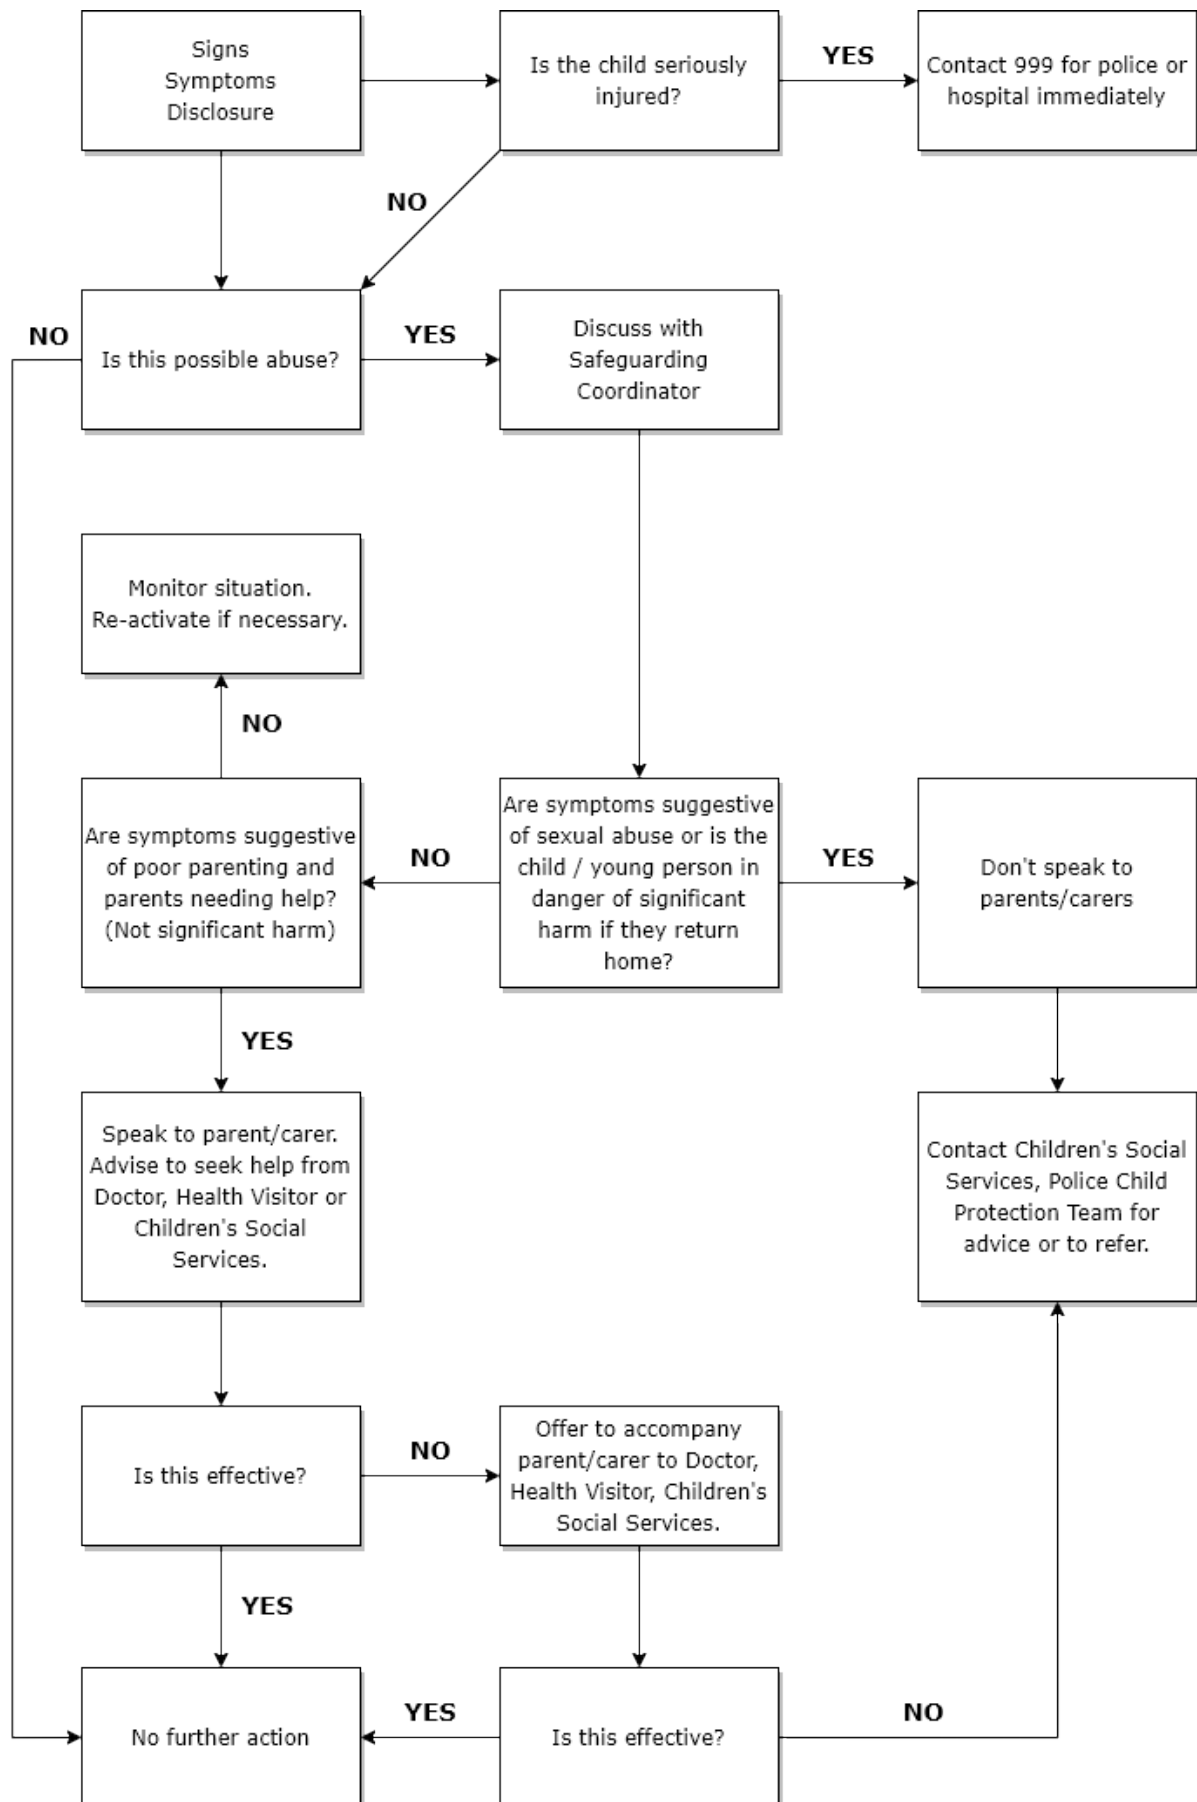 Signs
Symptoms
Disclosure
Is the child seriously
injured?
YES
Contact 999 for police or
hospital immediately
NO
NO
Is this possible abuse?
YES
Discuss with
Safeguarding
Coordinator
Monitor situation.
Re-activate if necessary.
NO
Are symptoms suggestive
of poor parenting and
parents needing help?
(Not significant harm)
NO
Are symptoms suggestive
of sexual abuse or is the
child / young person in
danger of significant
harm if they return
home?
YES
Don't speak to
parents/carers
YES
Speak to parent/carer.
Advise to seek help from
Doctor, Health Visitor or
Children's Social
Services.
Contact Children's Social
Services, Police Child
Protection Team for
advice or to refer.
Is this effective?
NO
Offer to accompany
parent/carer to Doctor,
Health Visitor, Children's
Social Services.
YES
No further action
YES
Is this effective?
NO